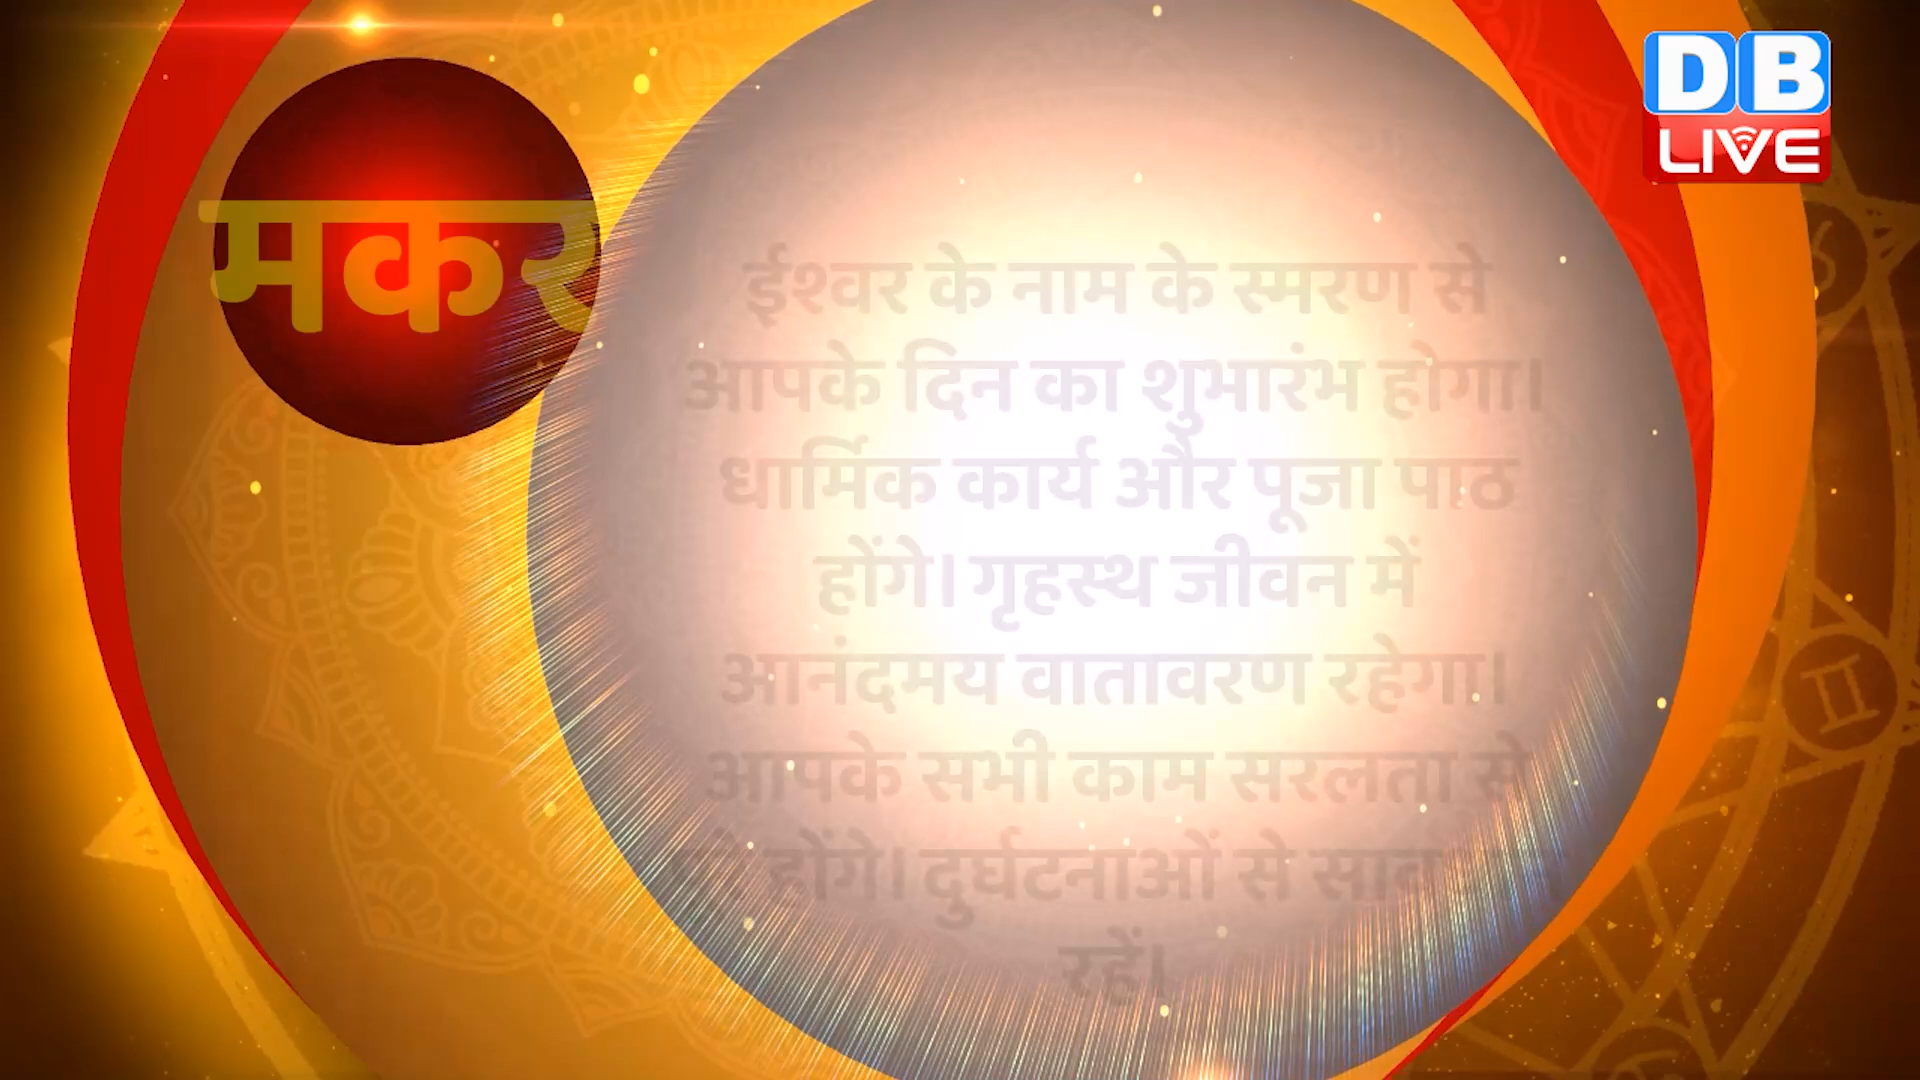 मकर
DB
LIVE
ईश्वर के नाम के स्मरण से
आपके दिन का शुभारंभ होगा।
धार्मिक कार्य और पूजा पाठ
होंगे। गृहस्थ जीवन में
आनंदमय वातावरण रहेगा।
आपके सभी काम सरलता से
होंगे। दुर्घटनाओं से
रहें।